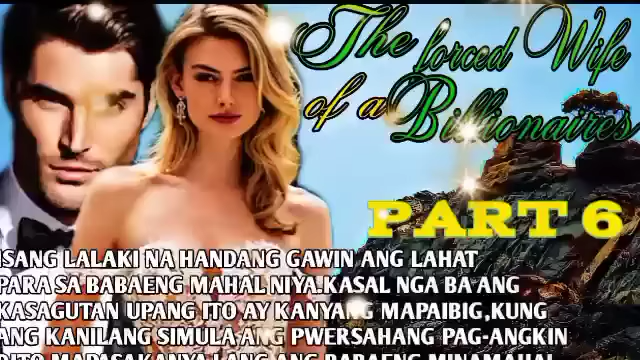 The forced Wife
of a Billionaires
PART 6
ISANG LALAKI NA HANDANG GAWIN ANG LAHAT
PARA SA BABAENG MAHAL NIYA.KASAL NGA BA ANG
KASAGUTAN UPANG ITO AY KANYANG MAPAIBIG,KUNG
ANG KANILANG SIMULA ANG PWERSAHANG PAG-ANGKIN
DITO MAPASAKANYA LANG ANG BABAENG